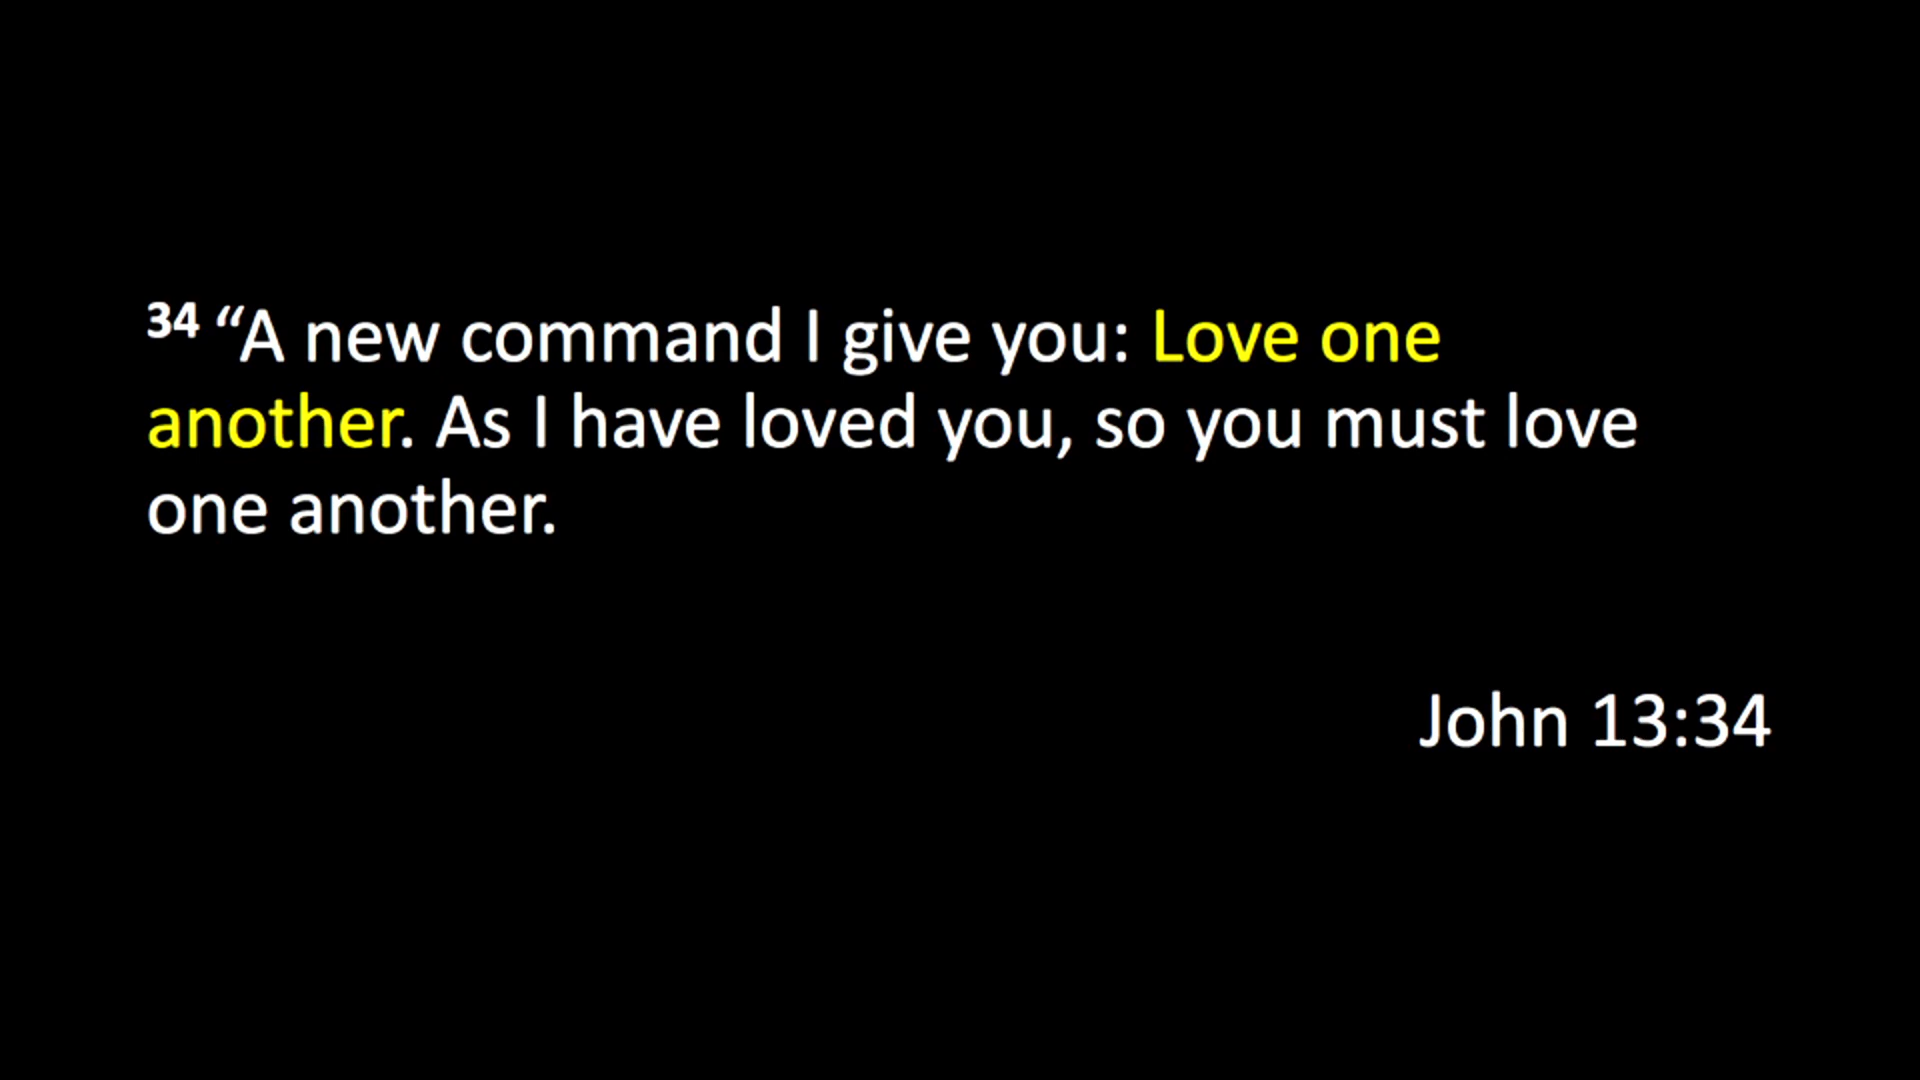 34 “A new command I give you: Love one
another. As I have loved you, so you must love
one another.
John 13:34